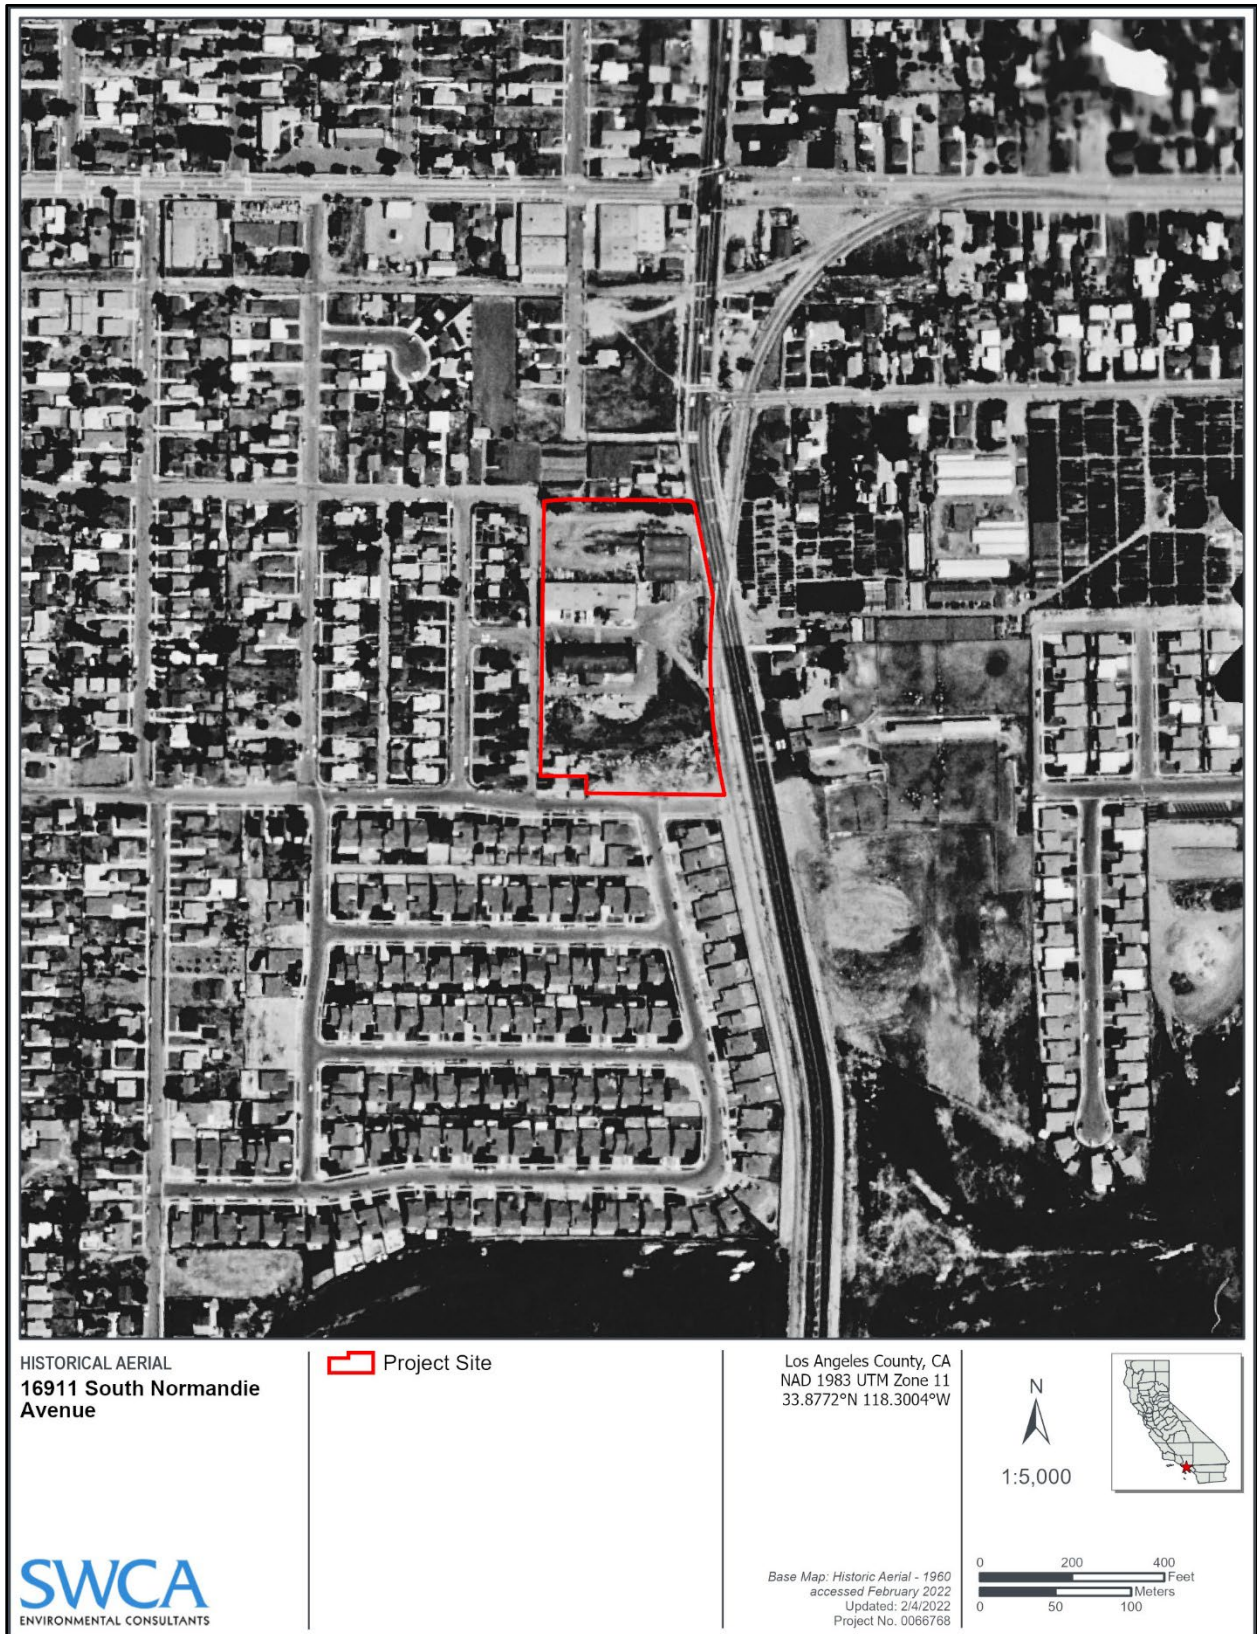 HISTORICAL AERIAL
16911 South Normandie
Avenue
SWCA
ENVIRONMENTAL CONSULTANTS
Project Site
Los Angeles County, CA
NAD 1983 UTM Zone 11
33.8772°N 118.3004°W
Base Map: Historic Aerial - 1960
accessed February 2022
Updated: 2/4/2022
Project No. 0066768
N
1:5,000
0 200 400
Feet
Meters
0 50 100